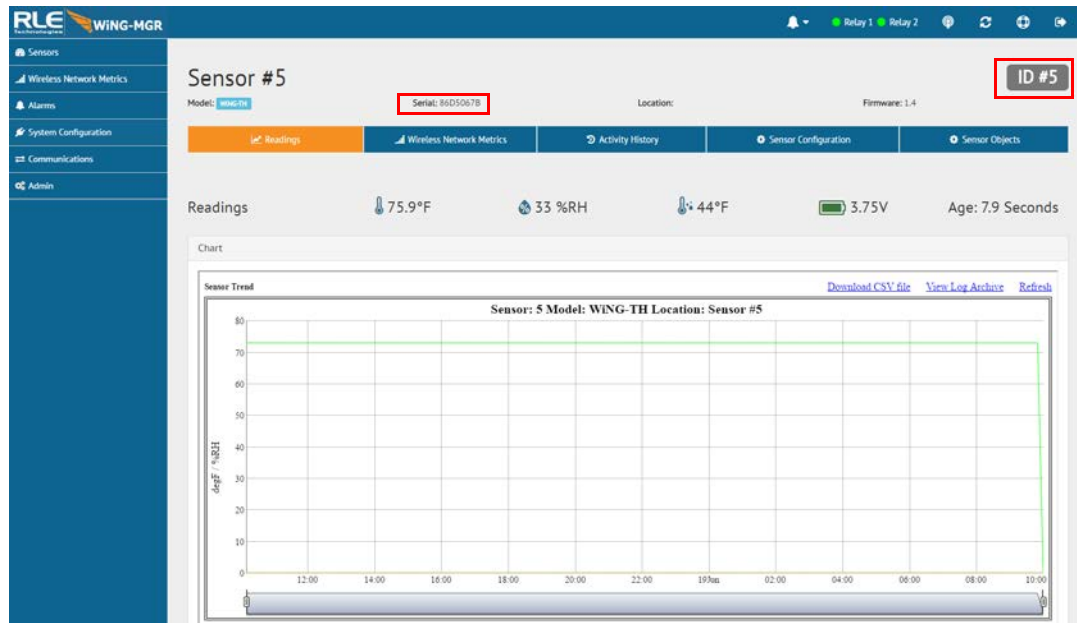 RLE WiNG-MGR
Technologies
Relay 1 Relay 2
Sensors
Wireless Network Metrics
Alarms
System Configuration
Communications
Admin
Sensor #5
ID #5
Model: WiNG-TH Serial: 86D5067B Location: Firmware: 1.4
Readings Wireless Network Metrics Activity History Sensor Configuration Sensor Objects
Readings 75.9°F 33 %RH 44°F 3.75V Age: 7.9 Seconds
Chart
Sensor Trend Download CSV file View Log Archive Refresh
Sensor: 5 Model: WiNG-TH Location: Sensor #5
80
70
60
50
40
30
20
10
0
degF / %RH
12:00 14:00 16:00 18:00 20:00 22:00 19Jun 02:00 04:00 06:00 08:00 10:00